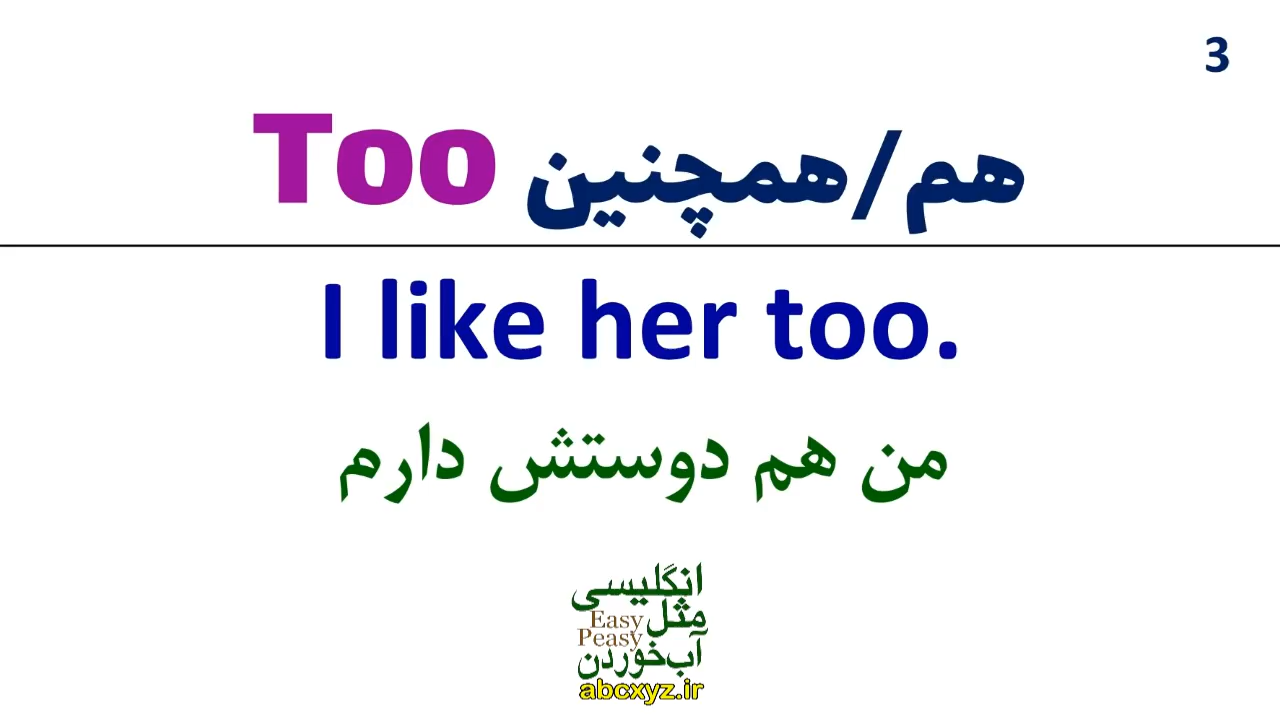 3
Too هم/همچنین
I like her too.
من هم دوستش دارم
انگلیسی
مثل Easy
Peasy
آب‌خوردن
abcxyz.ir